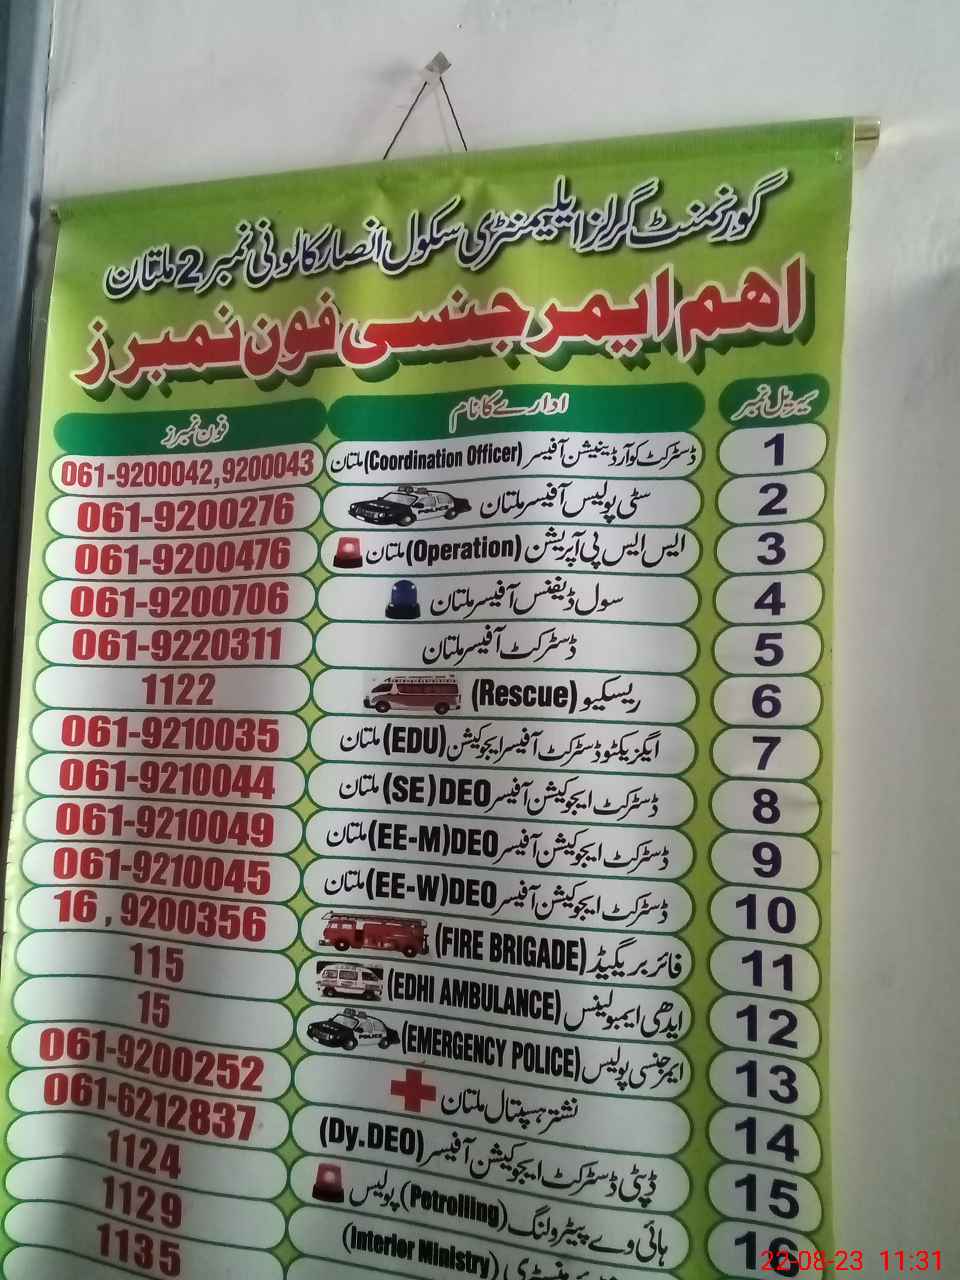 گورنمنٹ گرلز ایلیمنٹری سکول انصار کالونی نمبر 2 ملتان
اھم ایمرجنسی فون نمبرز
سیریل نمبر ادارے کا نام فون نمبرز
1 ڈسٹرکٹ کوآرڈینیشن آفیسر (Coordination Officer) ملتان 061-9200042,9200043
2 سٹی پولیس آفیسر ملتان 061-9200276
POLICE
3 ایس ایس پی آپریشن (Operation) ملتان 061-9200476
4 سول ڈیفنس آفیسر ملتان 061-9200706
5 ڈسٹرکٹ آفیسر ملتان 061-9220311
6 ریسکیو (Rescue) 1122
7 ایگزیکٹو ڈسٹرکٹ آفیسر ایجوکیشن (EDU) ملتان 061-9210035
8 ڈسٹرکٹ ایجوکیشن آفیسر DEO(SE) ملتان 061-9210044
9 ڈسٹرکٹ ایجوکیشن آفیسر DEO(EE-M) ملتان 061-9210049
10 ڈسٹرکٹ ایجوکیشن آفیسر DEO(EE-W) ملتان 061-9210045
11 فائر بریگیڈ (FIRE BRIGADE) 16 , 9200356
12 ایدھی ایمبولینس (EDHI AMBULANCE) 115
13 ایمرجنسی پولیس (EMERGENCY POLICE) 15
POLICE
14 نشتر ہسپتال ملتان 061-9200252
15 ڈپٹی ڈسٹرکٹ ایجوکیشن آفیسر (Dy.DEO) 061-6212837
16 ہائی وے پیٹرولنگ (Petrolling) پولیس 1124
(Interior Ministry) 1129
1135
22-08-23 11:31